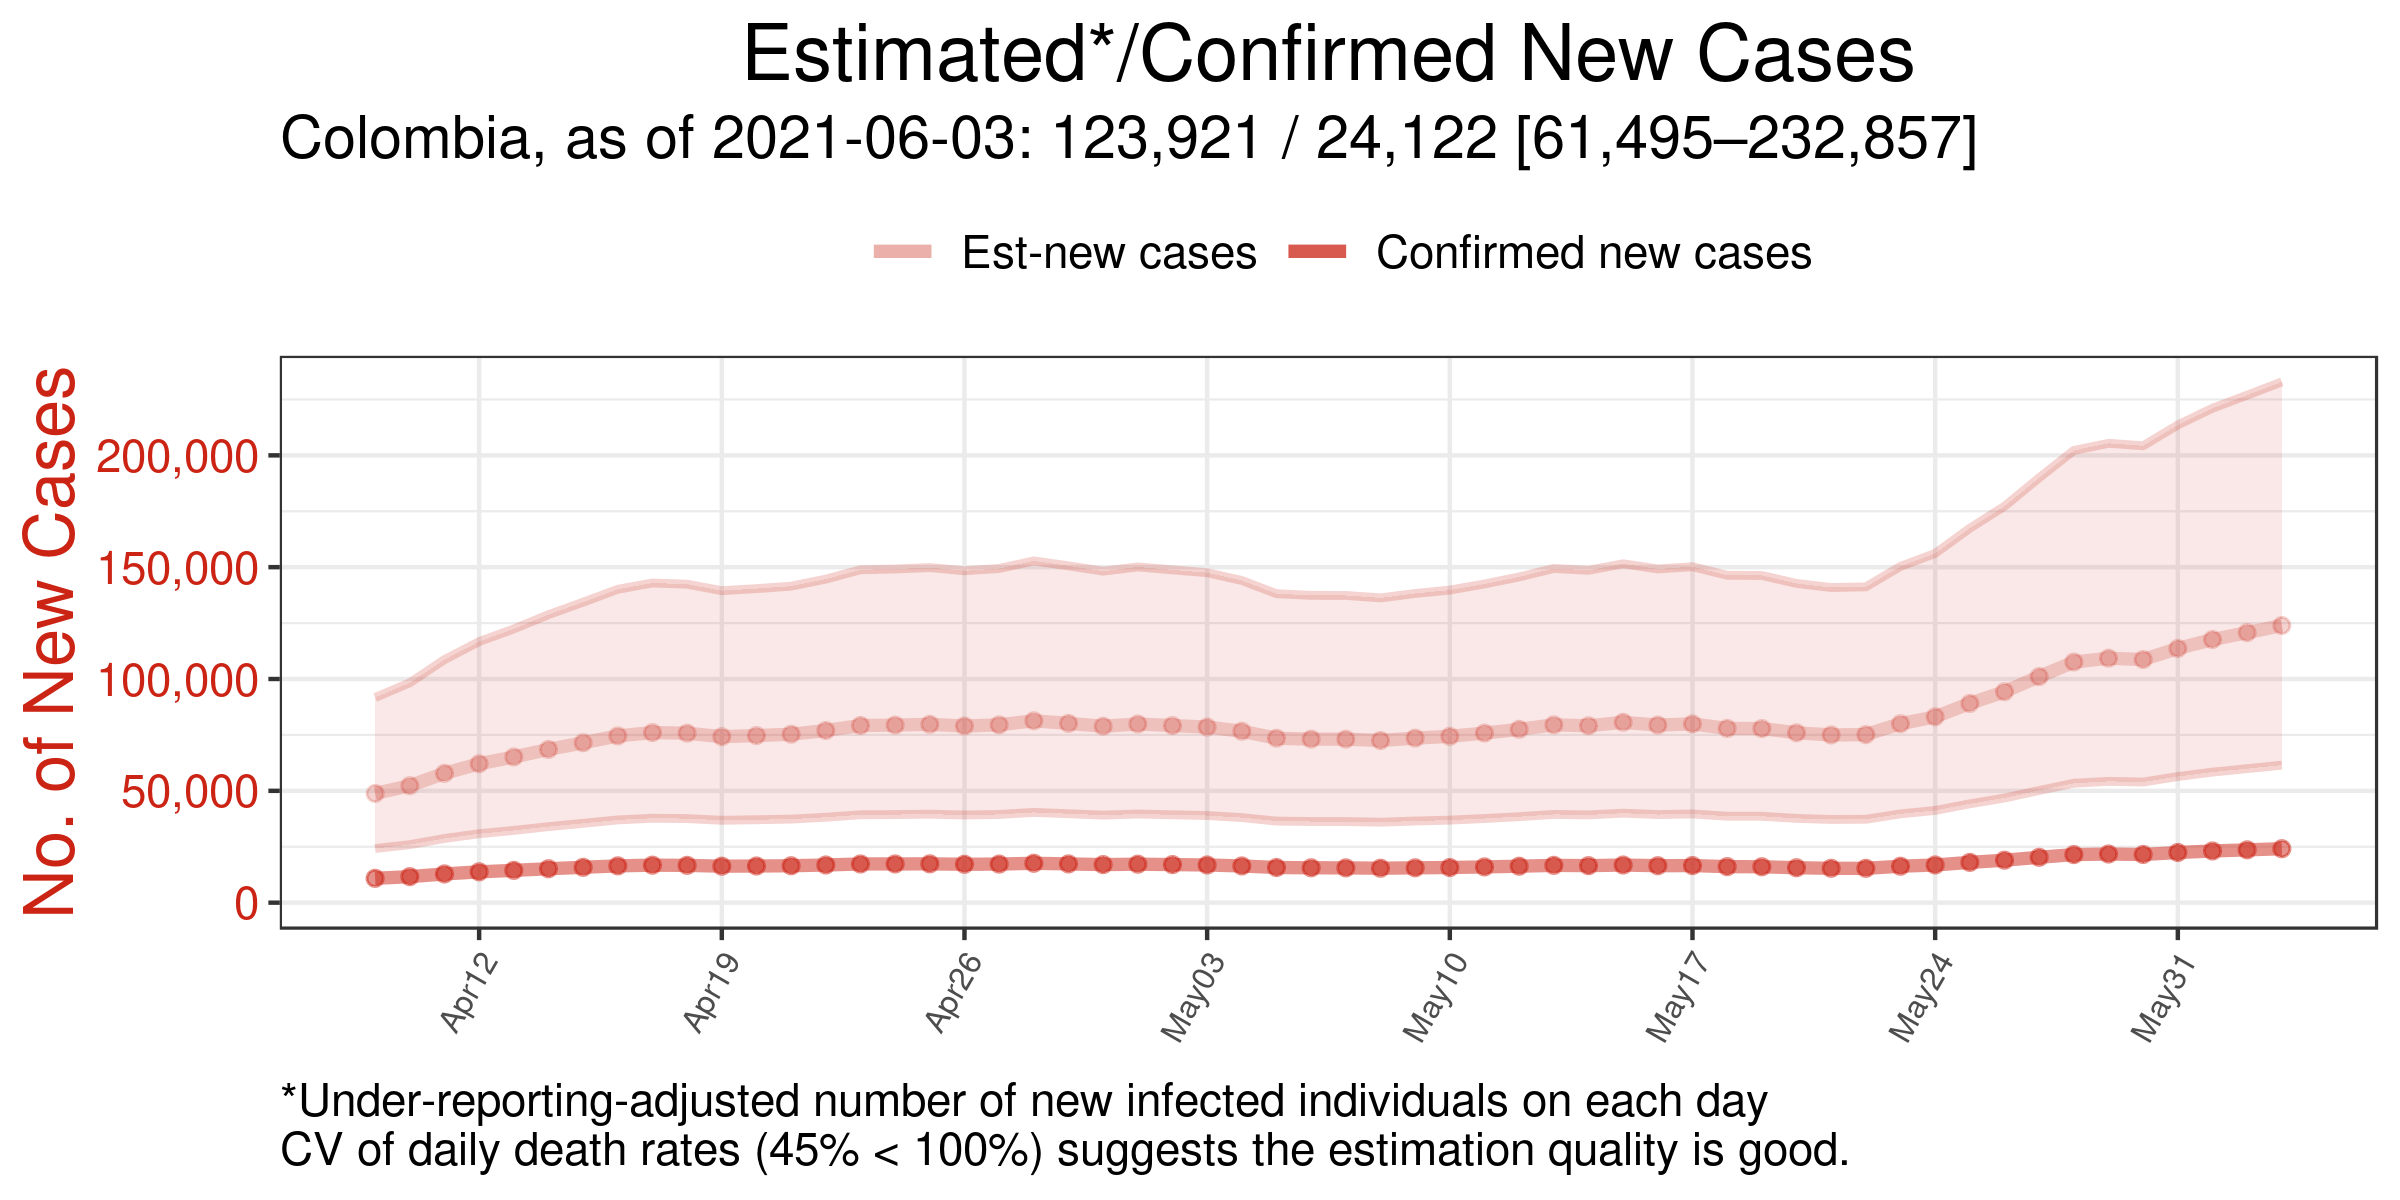 Estimated*/Confirmed New Cases
Colombia, as of 2021-06-03: 123,921 / 24,122 [61,495–232,857]
Est-new cases Confirmed new cases
No. of New Cases
200,000
150,000
100,000
50,000
0
Apr12 Apr19 Apr26 May03 May10 May17 May24 May31
*Under-reporting-adjusted number of new infected individuals on each day
CV of daily death rates (45% < 100%) suggests the estimation quality is good.